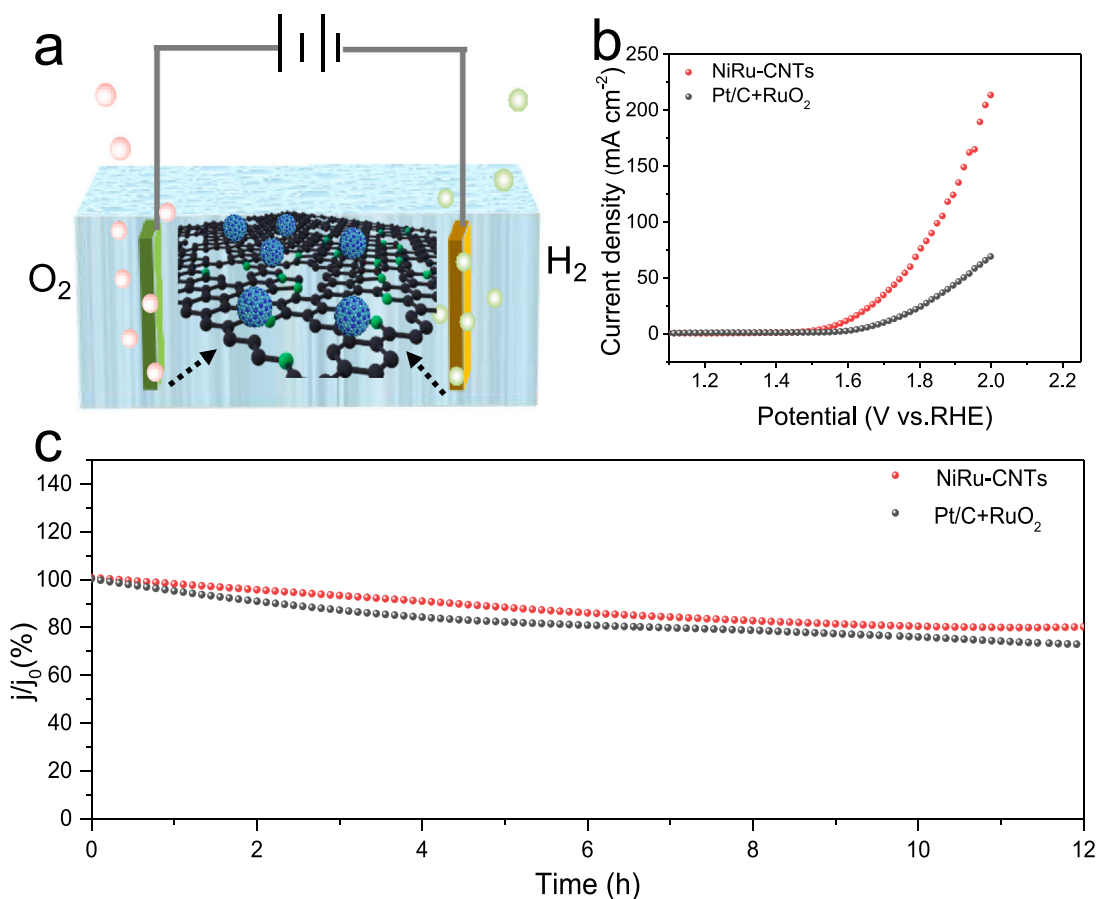 a
O₂
H₂
b
250
200
150
100
50
0
Current density (mA cm⁻²)
NiRu-CNTs
Pt/C+RuO₂
1.2
1.4
1.6
1.8
2.0
2.2
Potential (V vs.RHE)
c
140
120
100
80
60
40
20
0
j/j₀(%)
NiRu-CNTs
Pt/C+RuO₂
0
2
4
6
8
10
12
Time (h)